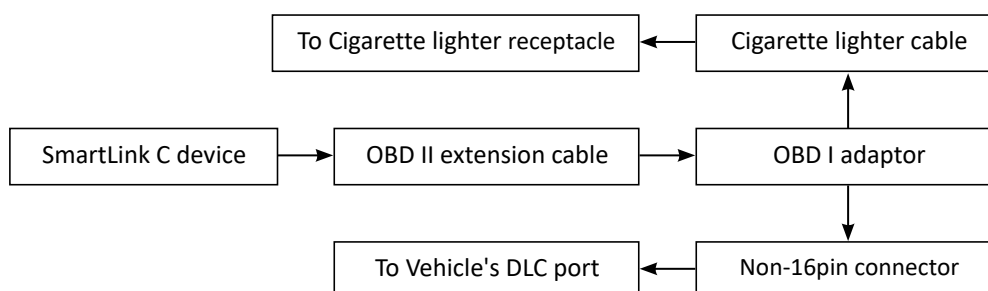 To Cigarette lighter receptacle
Cigarette lighter cable
SmartLink C device
OBD II extension cable
OBD I adaptor
To Vehicle's DLC port
Non-16pin connector